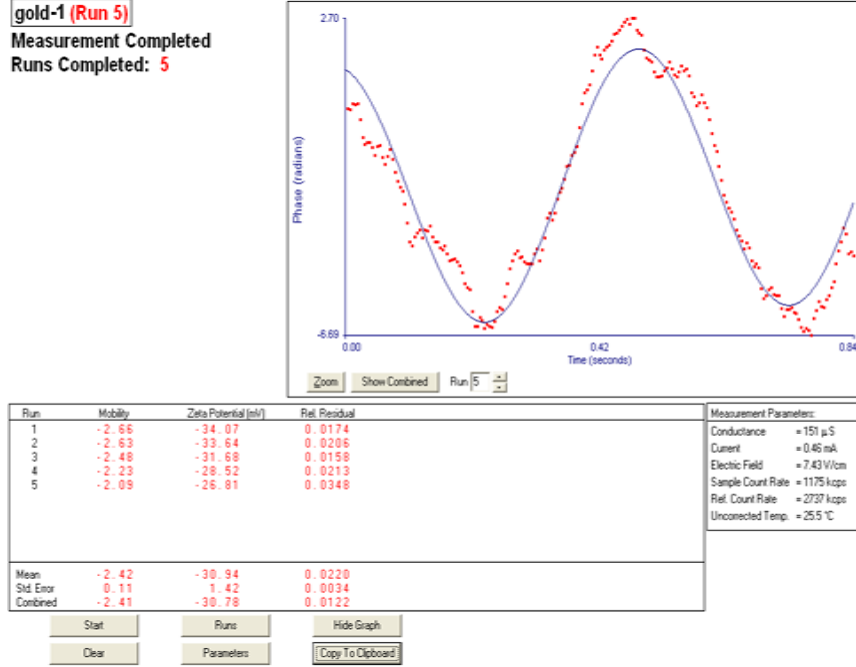 gold-1 (Run 5)
Measurement Completed
Runs Completed: 5
2.70
Phase (radians)
-6.69
0.00 0.42 0.84
Time (seconds)
Zoom Show Combined Run 5
Run Mobility Zeta Potential (mV) Rel. Residual
1 -2.66 -34.07 0.0174
2 -2.63 -33.64 0.0206
3 -2.48 -31.68 0.0158
4 -2.23 -28.52 0.0213
5 -2.09 -26.81 0.0348
Mean -2.42 -30.94 0.0220
Std. Error 0.11 1.42 0.0034
Combined -2.41 -30.78 0.0122
Measurement Parameters:
Conductance = 151 µS
Current = 0.46 mA
Electric Field = 7.43 V/cm
Sample Count Rate = 1175 kcps
Ref. Count Rate = 2737 kcps
Uncorrected Temp. = 25.5 °C
Start Runs Hide Graph
Clear Parameters Copy To Clipboard